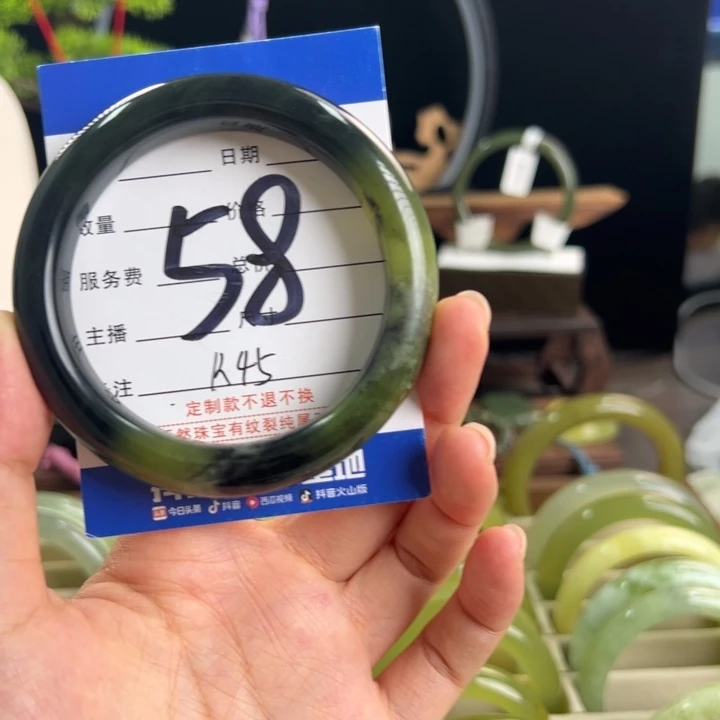 日期
数量 价格
58
服务费 总价
主播 尺寸
注 K45
定制款不退不换
然珠宝有纹裂纯属
今日头条 抖音 西瓜视频 抖音火山版